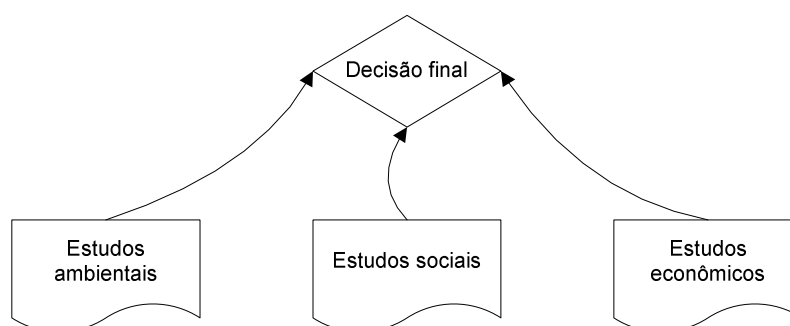 Decisão final
Estudos
ambientais
Estudos sociais
Estudos
econômicos